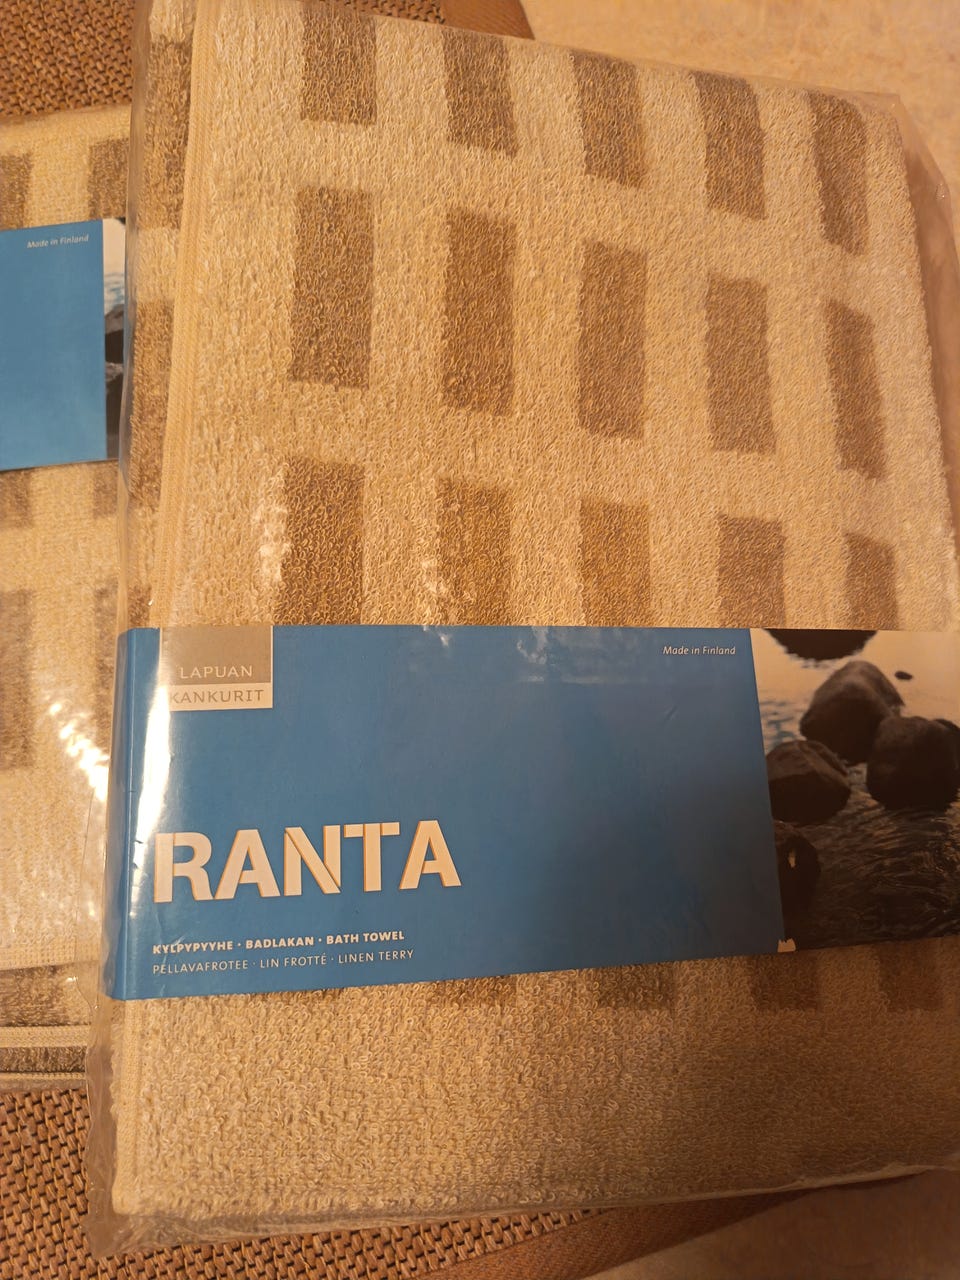 Made in Finland
LAPUAN
KANKURIT
Made in Finland
RANTA
KYLPYPYYHE · BADLAKAN · BATH TOWEL
PELLAVAFROTEE · LIN FROTTÉ · LINEN TERRY